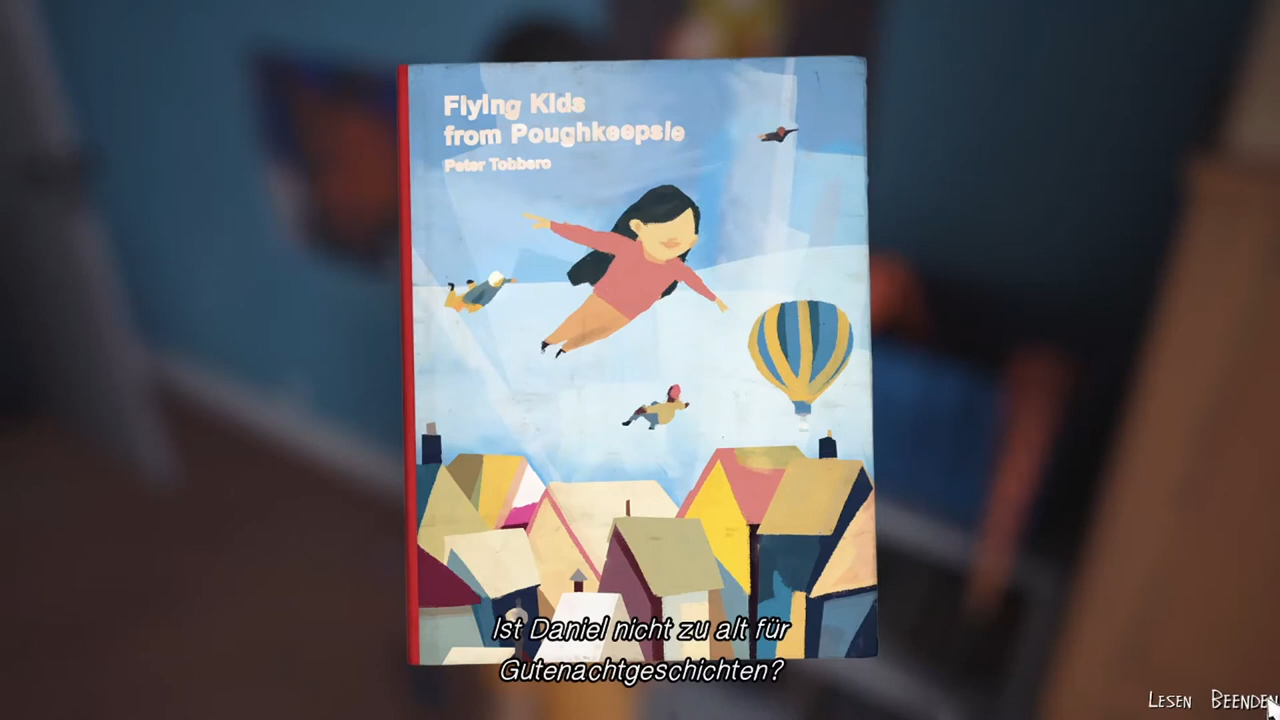 Flying Kids
from Poughkeepsie
Peter Tobbero
Ist Daniel nicht zu alt für
Gutenachtgeschichten?
LESEN BEENDEN